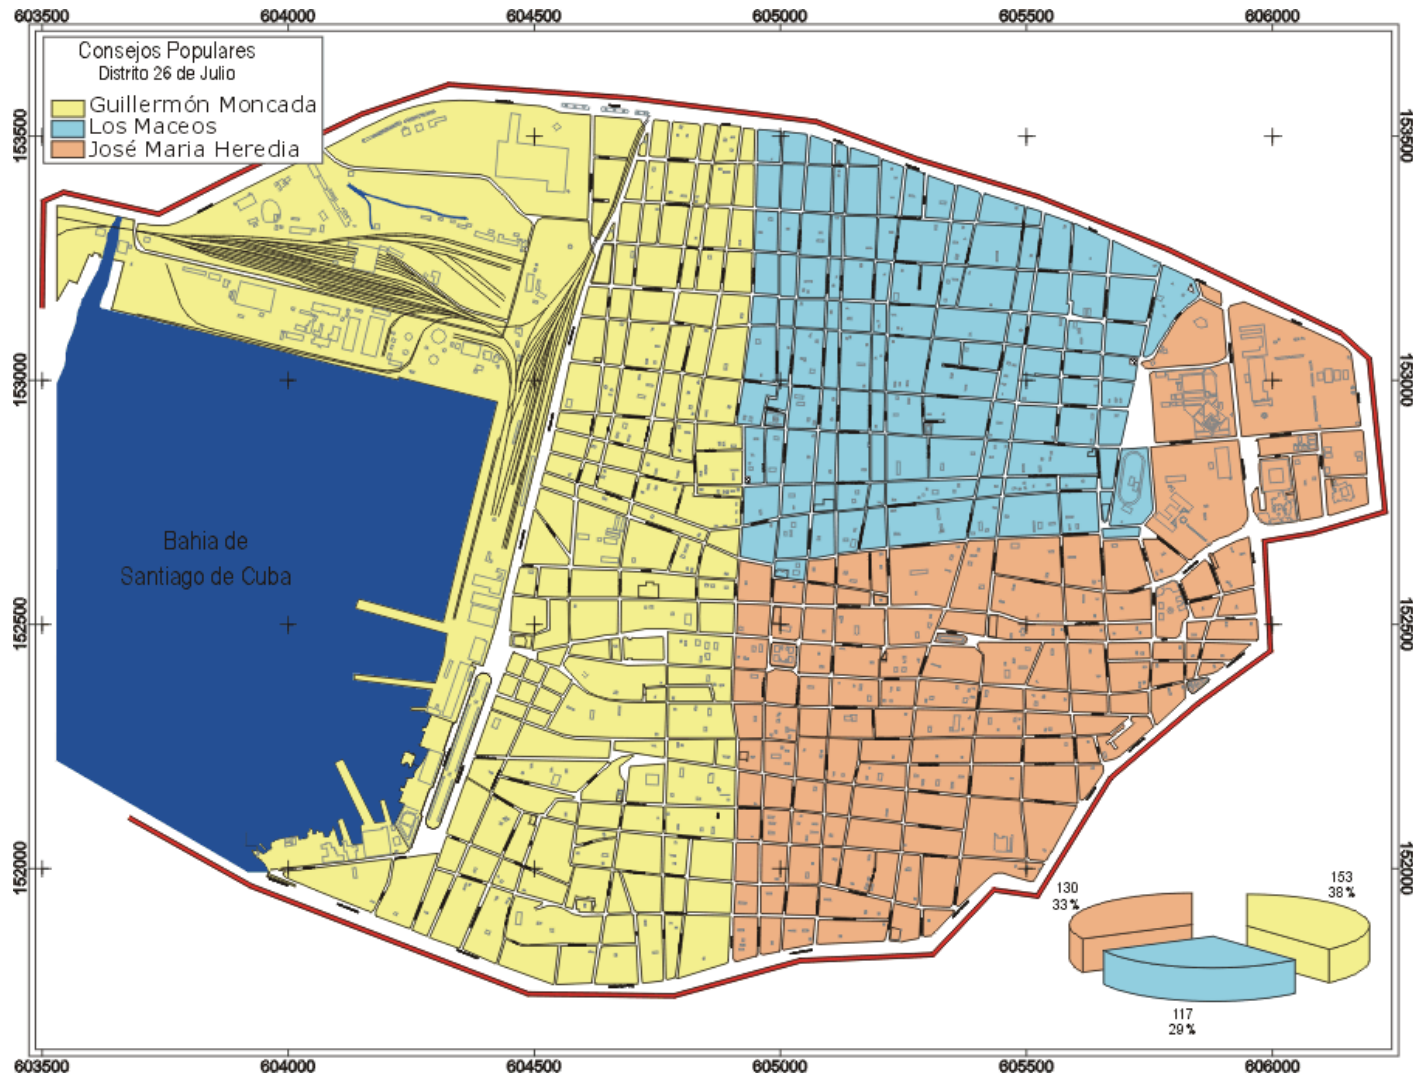 603500 604000 604500 605000 605500 606000
Consejos Populares
Distrito 26 de Julio
Guillermón Moncada
Los Maceos
José Maria Heredia
153500
153000
152500
152000
153500
153000
152500
152000
Bahia de
Santiago de Cuba
130
33%
153
38%
117
29%
603500 604000 604500 605000 605500 606000